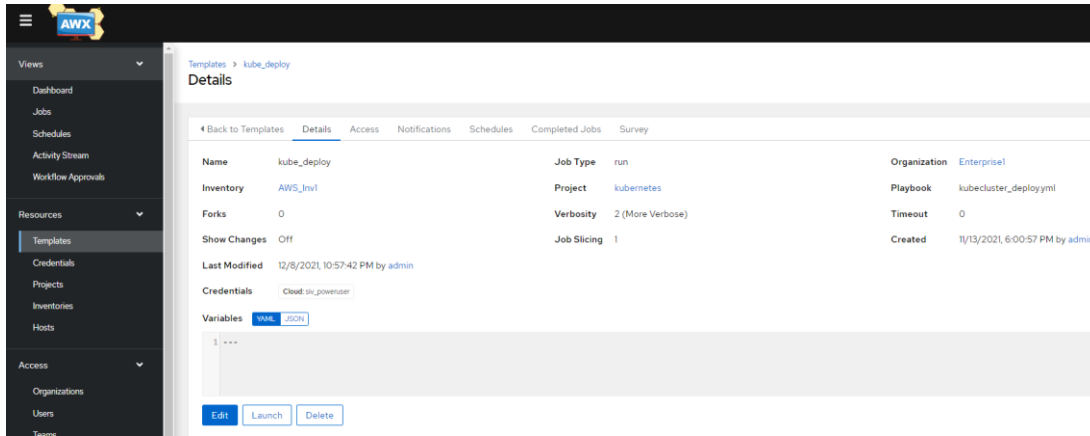 AWX
Views
Dashboard
Jobs
Schedules
Activity Stream
Workflow Approvals
Resources
Templates
Credentials
Projects
Inventories
Hosts
Access
Organizations
Users
Teams
Templates > kube_deploy
Details
Back to Templates Details Access Notifications Schedules Completed Jobs Survey
Name kube_deploy Job Type run Organization Enterprise1
Inventory AWS_Inv1 Project kubernetes Playbook kubecluster_deploy.yml
Forks 0 Verbosity 2 (More Verbose) Timeout 0
Show Changes Off Job Slicing 1 Created 11/13/2021, 6:00:57 PM by admin
Last Modified 12/8/2021, 10:57:42 PM by admin
Credentials Cloud: siv_poweruser
Variables YAML JSON
1 ---
Edit Launch Delete